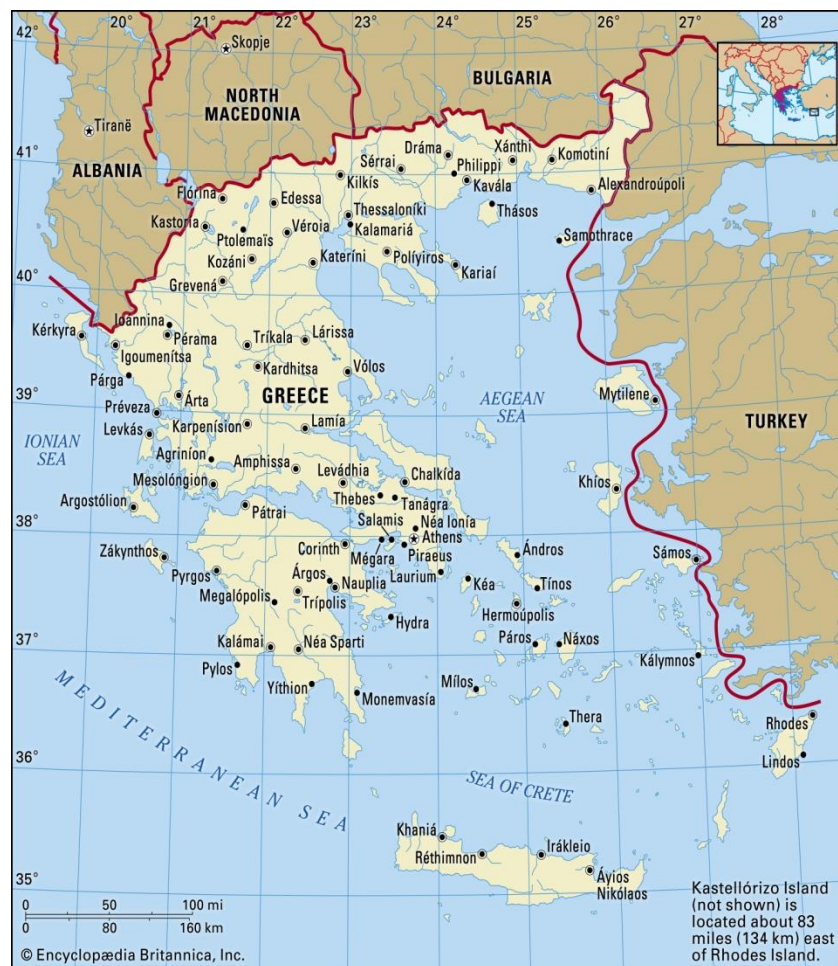 20°
21°
22°
23°
24°
25°
26°
27°
28°
42°
41°
40°
39°
38°
37°
36°
35°
Skopje
BULGARIA
NORTH
MACEDONIA
Tiranë
ALBANIA
Xánthi
Dráma
Komotiní
Sérrai
Philippi
Kilkís
Kavála
Alexandroúpoli
Flórina
Edessa
Thessaloníki
Thásos
Kastoria
Véroia
Kalamariá
Ptolemaïs
Samothrace
Kozáni
Kateríni
Políyiros
Kariaí
Grevená
Ioánnina
Kérkyra
Pérama
Tríkala
Lárissa
Igoumenítsa
Kardhitsa
Vólos
Párga
Árta
GREECE
AEGEAN
SEA
Mytilene
Préveza
Karpenísion
Lamía
TURKEY
Levkás
IONIAN
SEA
Agriníon
Amphissa
Levádhia
Chalkída
Mesolóngion
Thebes
Tanágra
Khíos
Argostólion
Pátrai
Salamis
Néa Ionía
Athens
Zákynthos
Corinth
Mégara
Piraeus
Ándros
Sámos
Pyrgos
Árgos
Nauplia
Laurium
Kéa
Tínos
Megalópolis
Trípolis
Hermoúpolis
Hydra
Kalámai
Néa Sparti
Páros
Náxos
Kálymnos
Pylos
Yíthion
Monemvasía
Mílos
MEDITERRANEAN SEA
Thera
Rhodes
Lindos
SEA OF CRETE
Khaniá
Réthimnon
Irákleio
Áyios
Nikólaos
0 50 100 mi
0 80 160 km
© Encyclopædia Britannica, Inc.
Kastellórizo Island
(not shown) is
located about 83
miles (134 km) east
of Rhodes Island.